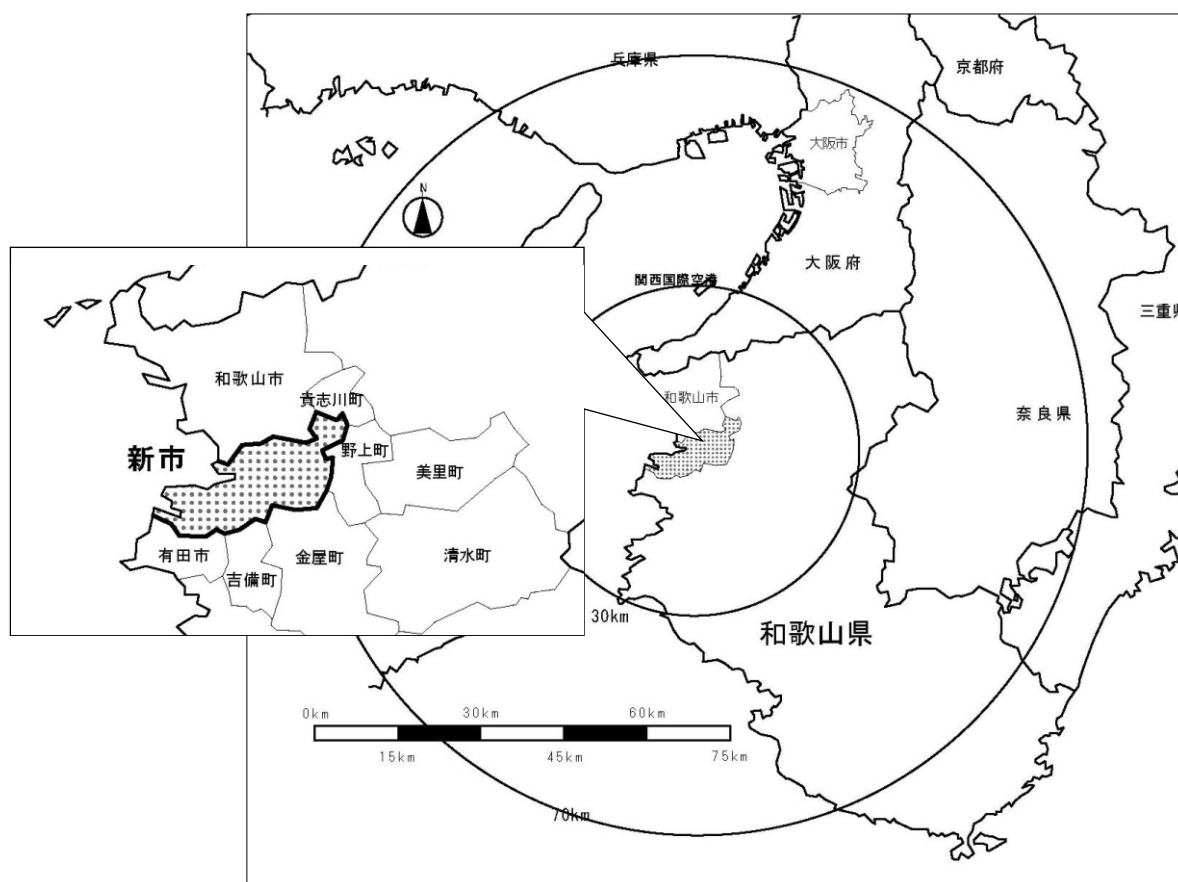 兵庫県
京都府
大阪市
N
大阪府
関西国際空港
三重県
和歌山市
奈良県
和歌山市
貴志川町
新市
野上町
美里町
有田市
吉備町
金屋町
清水町
30km
和歌山県
0km
30km
60km
15km
45km
75km
70km